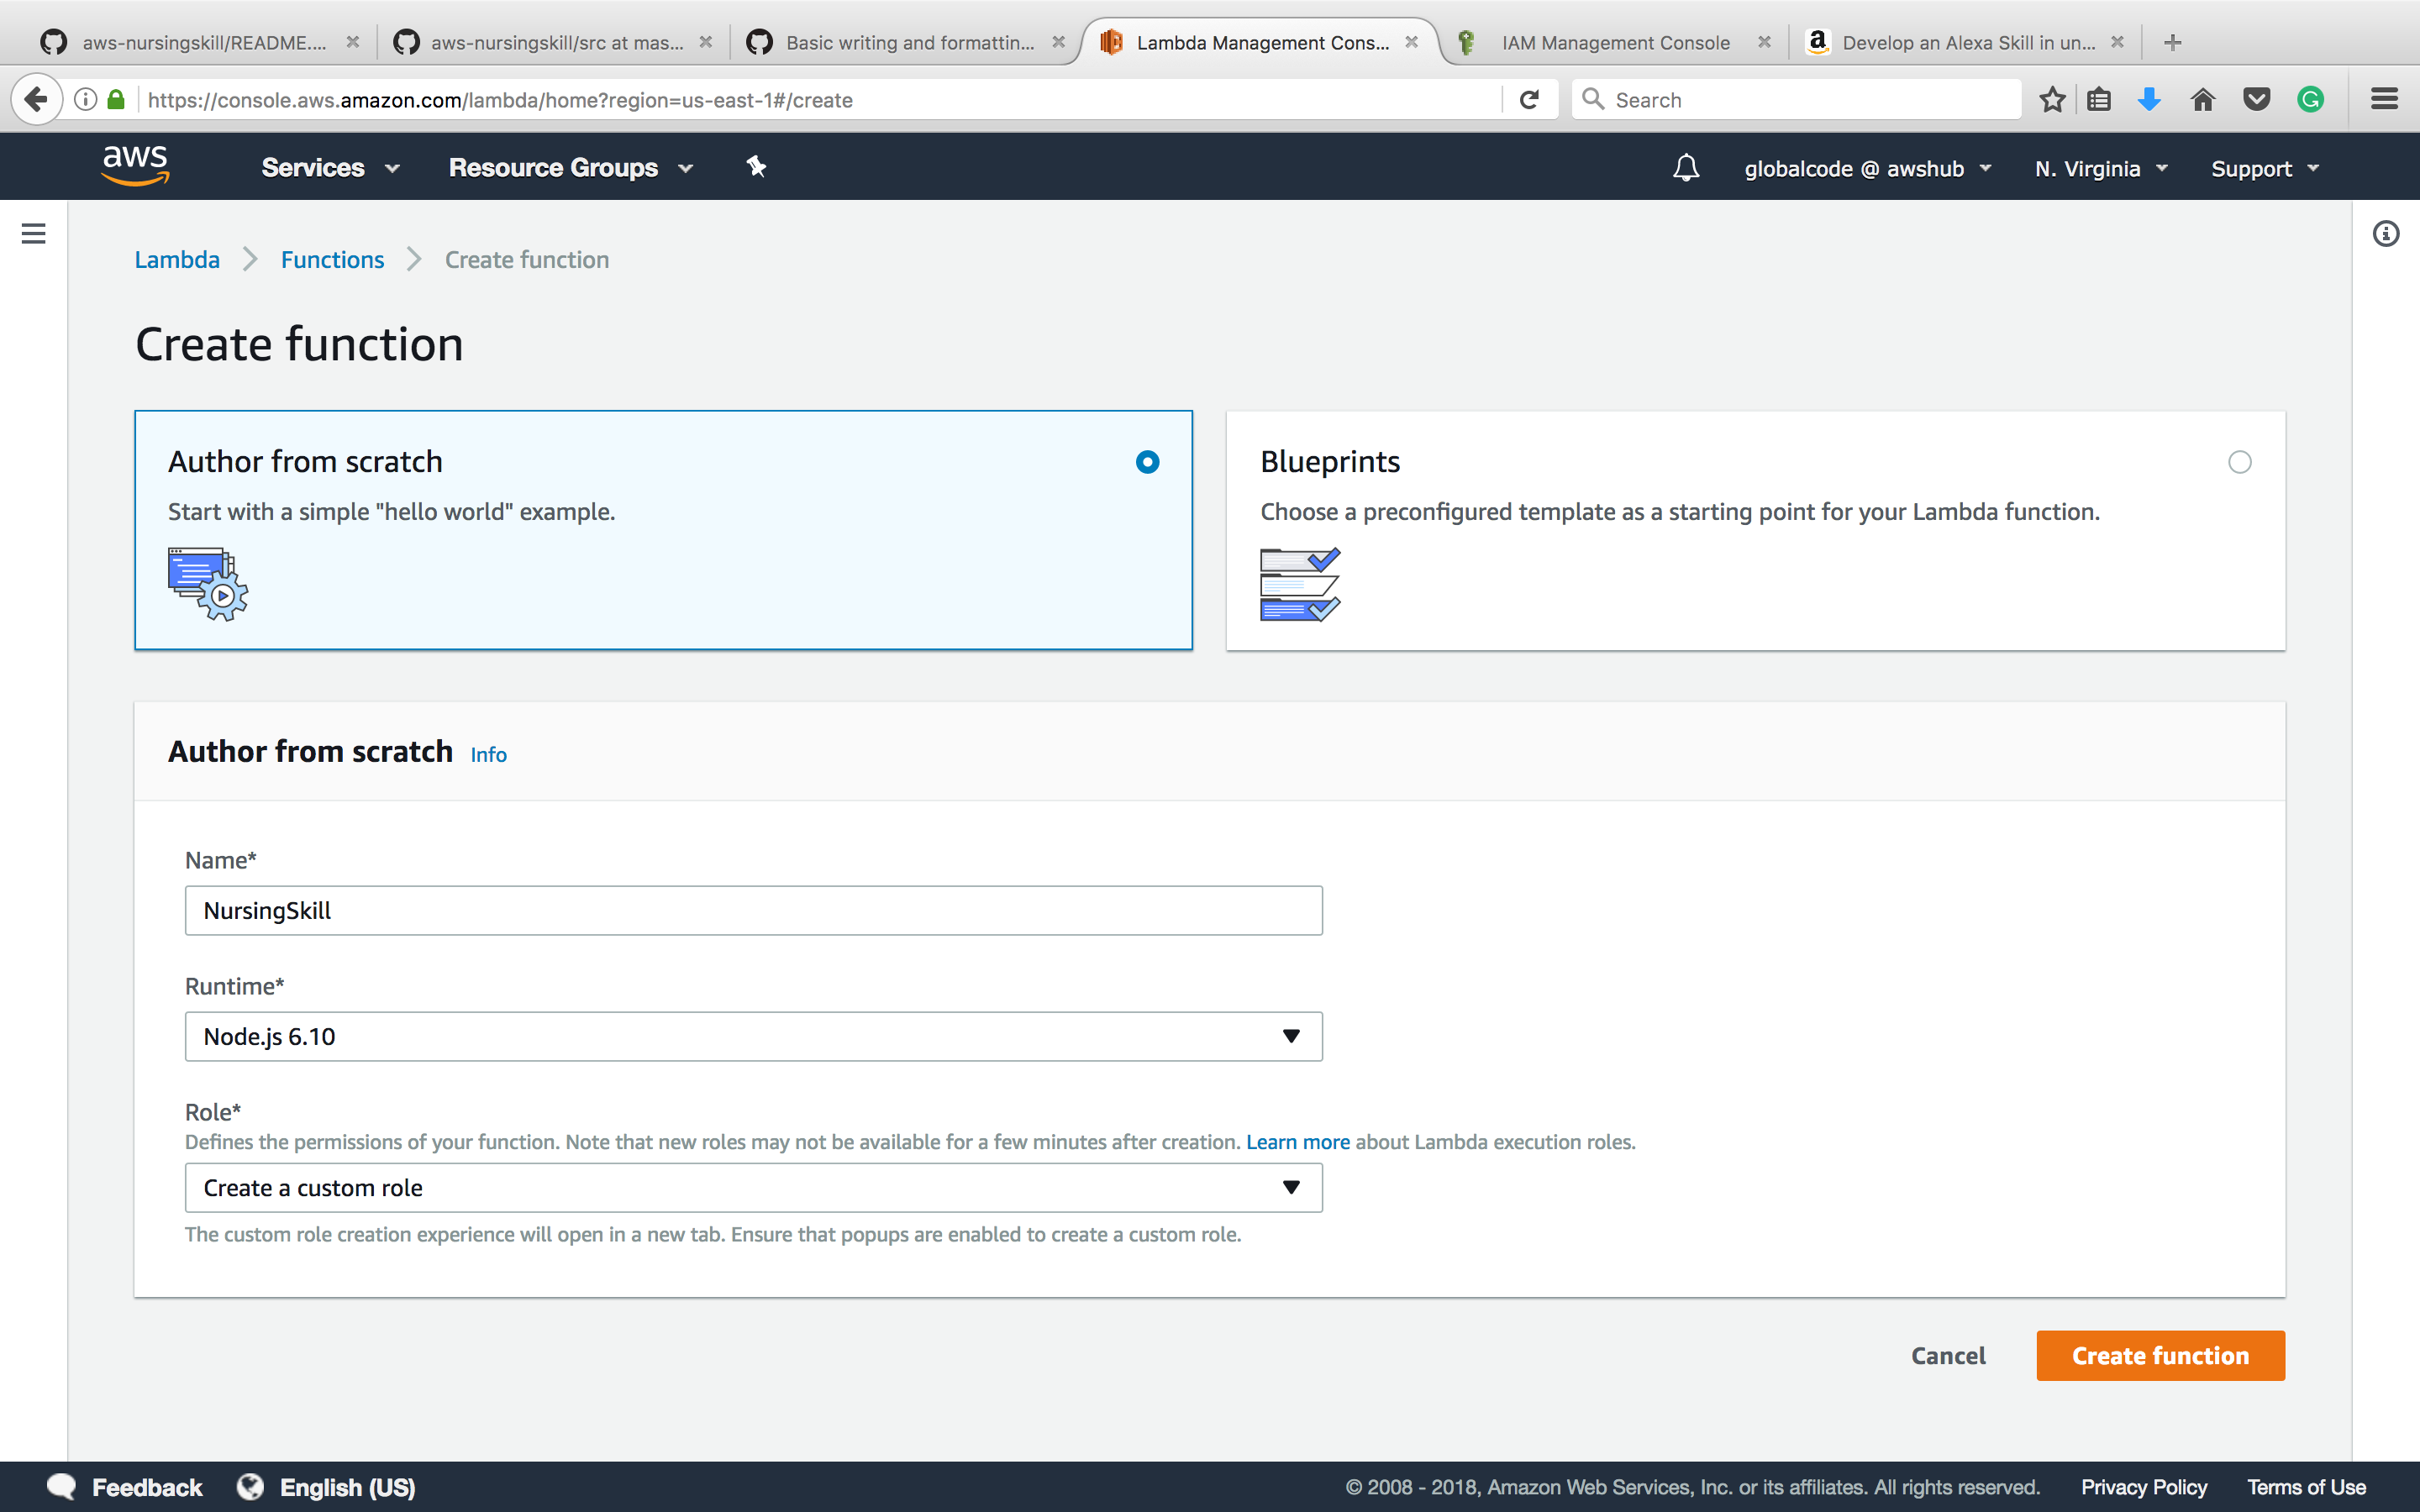 aws-nursingskill/README....
aws-nursingskill/src at mas...
Basic writing and formattin...
Lambda Management Cons...
IAM Management Console
Develop an Alexa Skill in un...
https://console.aws.amazon.com/lambda/home?region=us-east-1#/create
Search
aws
Services
Resource Groups
globalcode @ awshub
N. Virginia
Support
Lambda
Functions
Create function
Create function
Author from scratch
Start with a simple "hello world" example.
Blueprints
Choose a preconfigured template as a starting point for your Lambda function.
Author from scratch Info
Name*
NursingSkill
Runtime*
Node.js 6.10
Role*
Defines the permissions of your function. Note that new roles may not be available for a few minutes after creation. Learn more about Lambda execution roles.
Create a custom role
The custom role creation experience will open in a new tab. Ensure that popups are enabled to create a custom role.
Cancel
Create function
Feedback
English (US)
© 2008 - 2018, Amazon Web Services, Inc. or its affiliates. All rights reserved.
Privacy Policy
Terms of Use